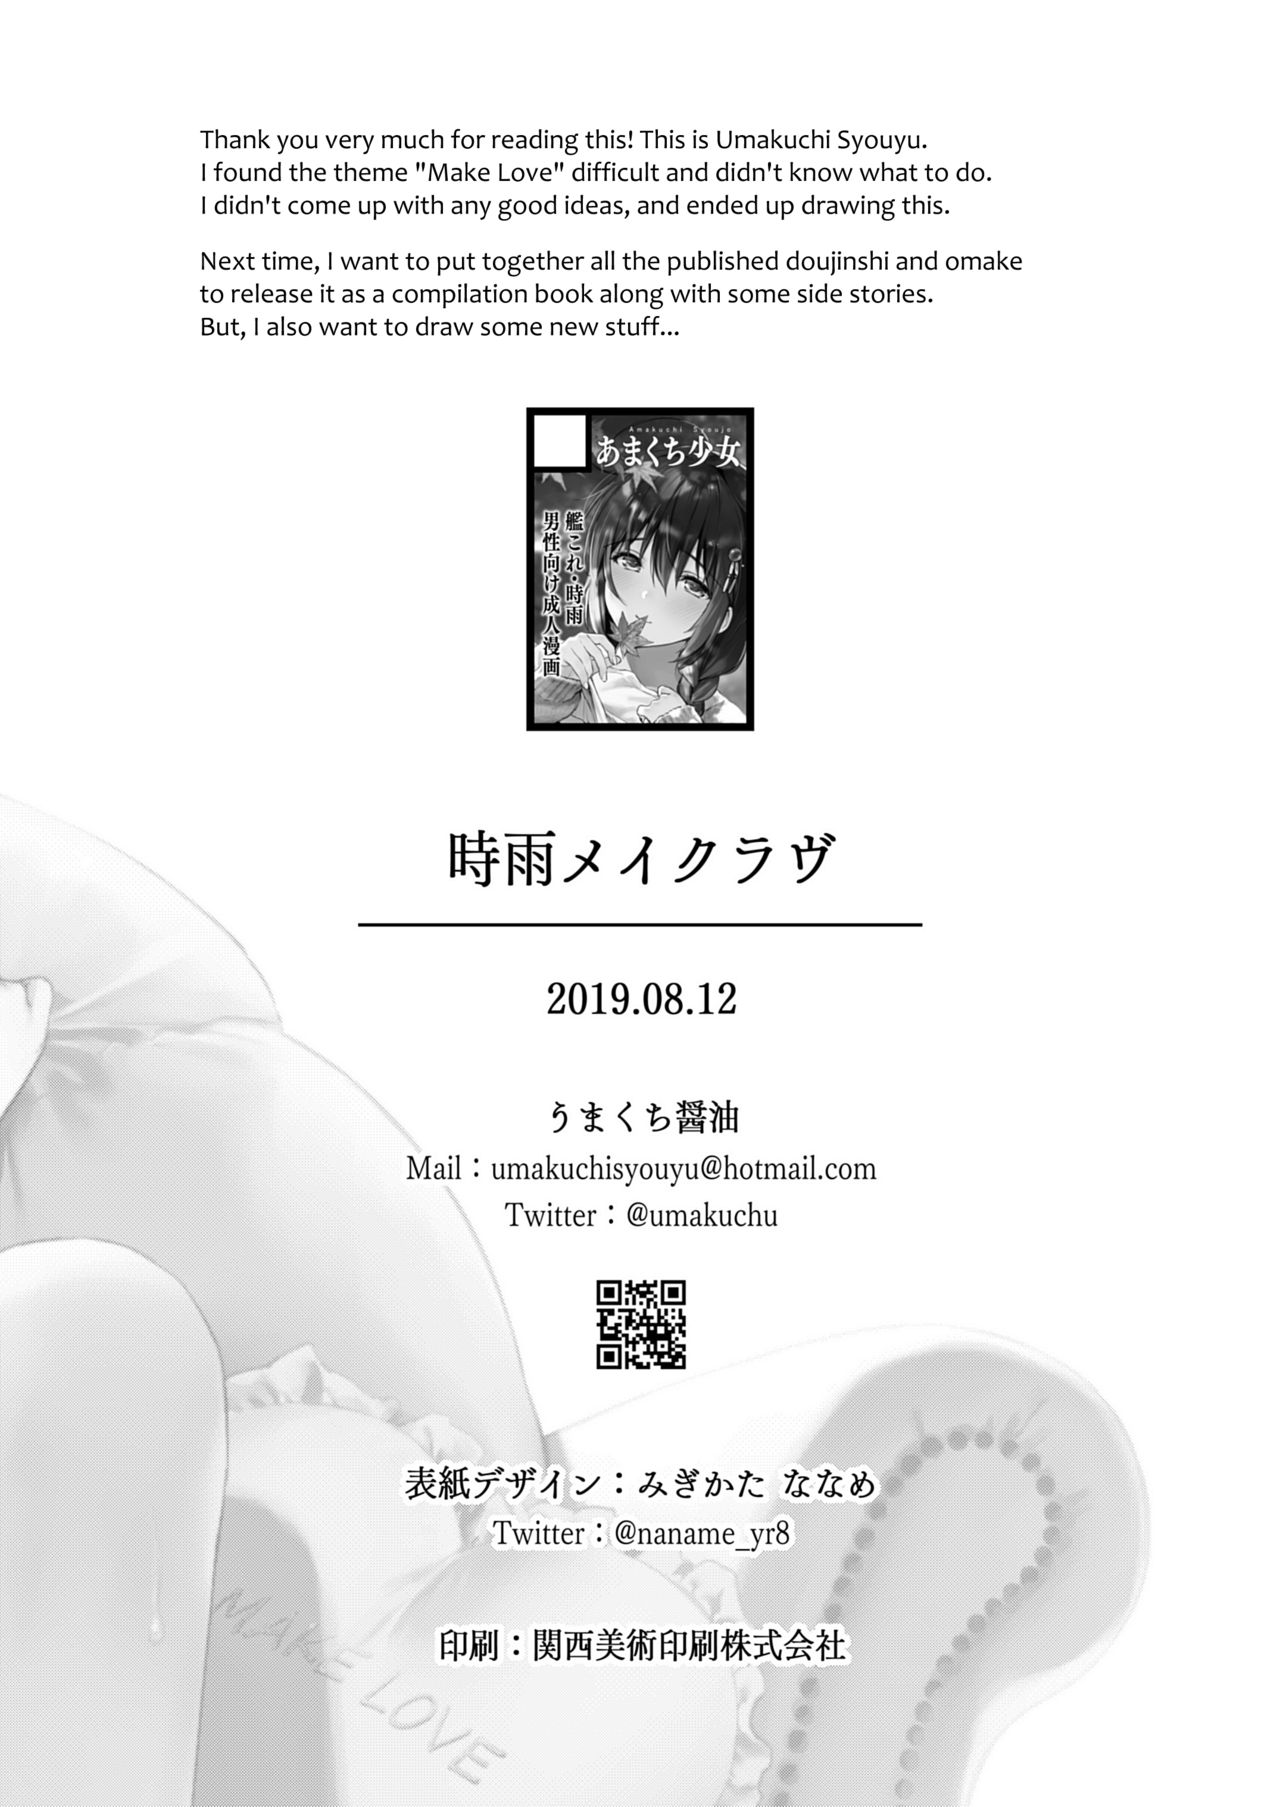 Thank you very much for reading this! This is Umakuchi Syouyu.
I found the theme "Make Love" difficult and didn't know what to do.
I didn't come up with any good ideas, and ended up drawing this.
Next time, I want to put together all the published doujinshi and omake
to release it as a compilation book along with some side stories.
But, I also want to draw some new stuff...
Amakuchi Syoujo
あまくち少女
艦これ・時雨
男性向け成人漫画
時雨メイクラヴ
2019.08.12
うまくち醤油
Mail：umakuchisyouyu@hotmail.com
Twitter：@umakuchu
表紙デザイン：みぎかた ななめ
Twitter：@naname_yr8
印刷：関西美術印刷株式会社
MAKE LOVE